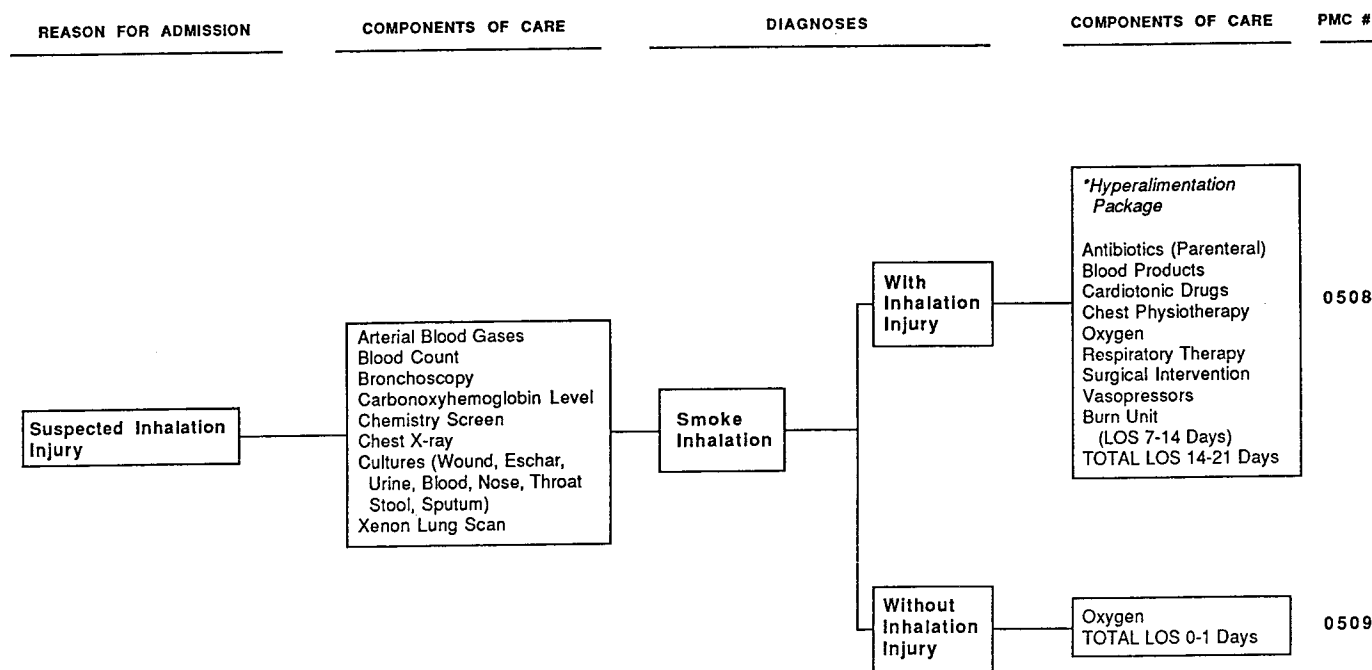 REASON FOR ADMISSION
COMPONENTS OF CARE
DIAGNOSES
COMPONENTS OF CARE
PMC #
Suspected Inhalation
Injury
Arterial Blood Gases
Blood Count
Bronchoscopy
Carbonoxyhemoglobin Level
Chemistry Screen
Chest X-ray
Cultures (Wound, Eschar,
Urine, Blood, Nose, Throat
Stool, Sputum)
Xenon Lung Scan
Smoke
Inhalation
With
Inhalation
Injury
*Hyperalimentation
Package
Antibiotics (Parenteral)
Blood Products
Cardiotonic Drugs
Chest Physiotherapy
Oxygen
Respiratory Therapy
Surgical Intervention
Vasopressors
Burn Unit
(LOS 7-14 Days)
TOTAL LOS 14-21 Days
0508
Without
Inhalation
Injury
Oxygen
TOTAL LOS 0-1 Days
0509